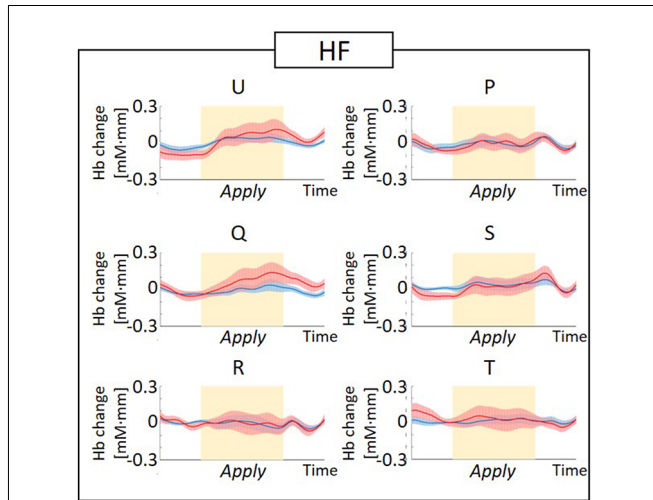 HF
U
Hb change
[mM·mm]
0.3
0
-0.3
Apply
Time
P
Hb change
[mM·mm]
0.3
0
-0.3
Apply
Time
Q
Hb change
[mM·mm]
0.3
0
-0.3
Apply
Time
S
Hb change
[mM·mm]
0.3
0
-0.3
Apply
Time
R
Hb change
[mM·mm]
0.3
0
-0.3
Apply
Time
T
Hb change
[mM·mm]
0.3
0
-0.3
Apply
Time